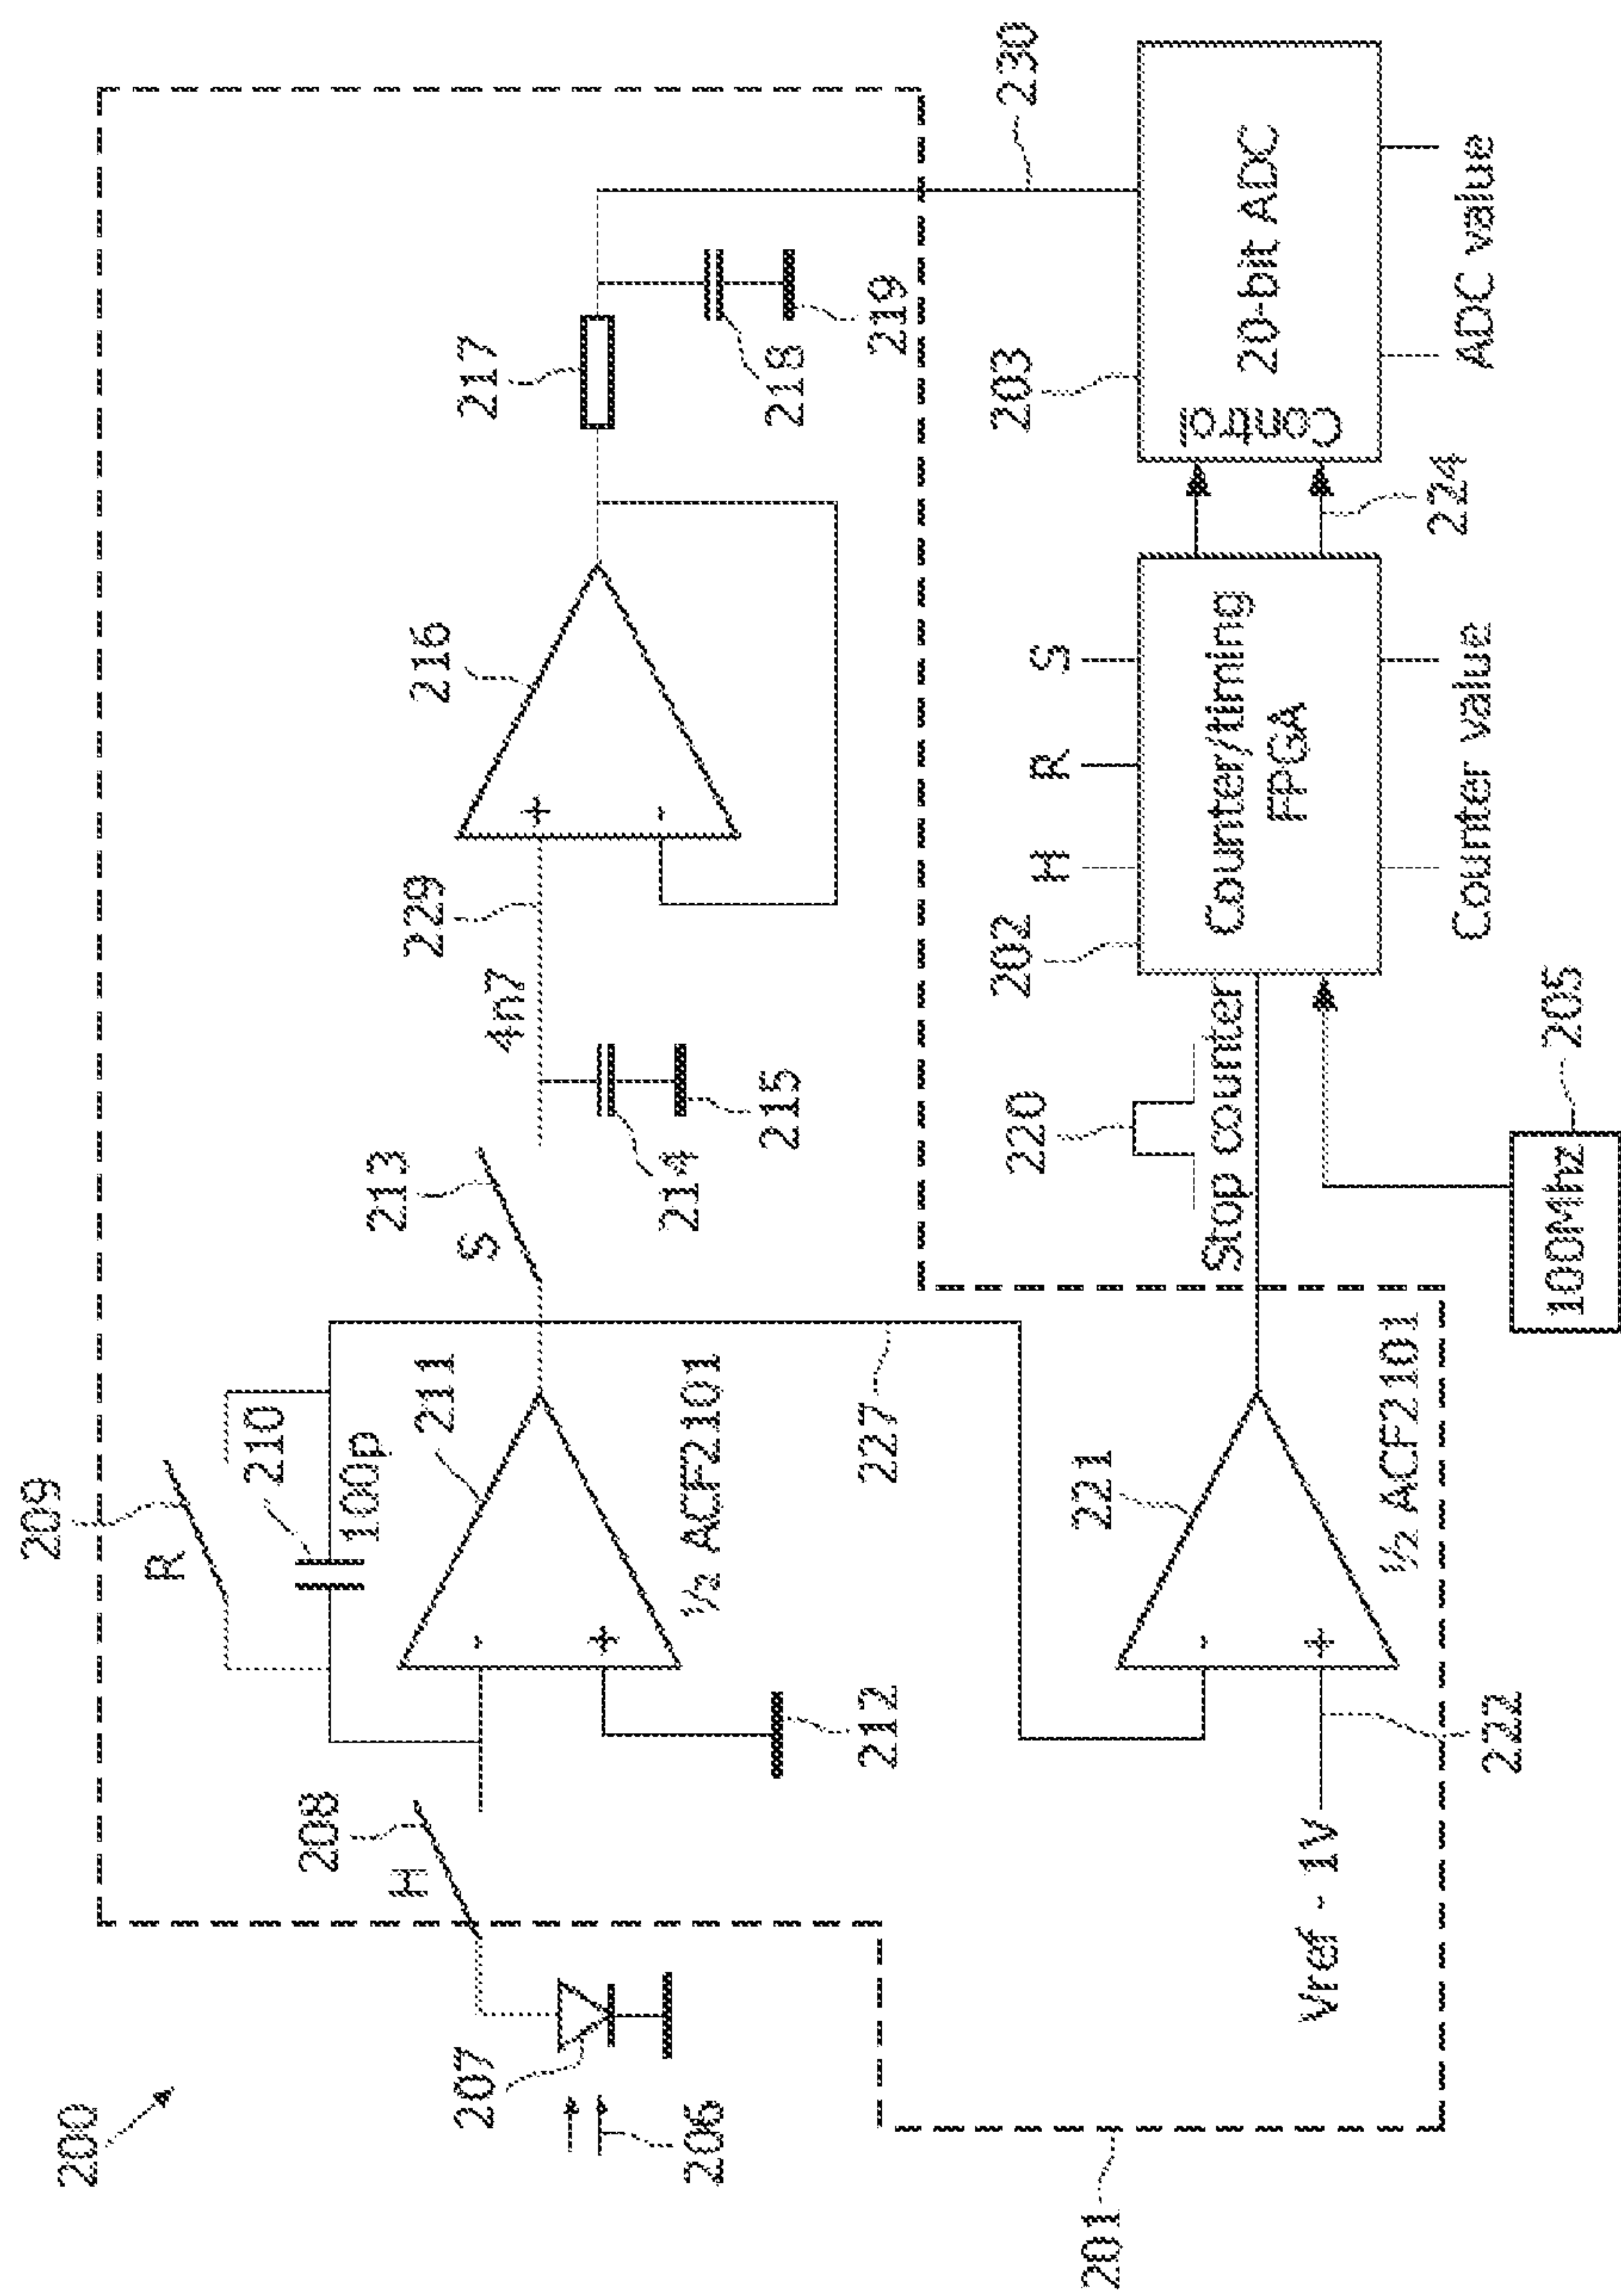 200
209
R
210
100p
208
H
211
213
S
4n7
229
216
217
-
+
+
-
½ ACF2101
207
206
212
214
215
218
219
227
230
201
221
-
+
½ ACF2101
Vref - 1V
222
220
Stop counter
202
H
R
S
Counter/timing
FPGA
203
Control
20-bit ADC
224
100Mhz
205
Counter value
ADC value